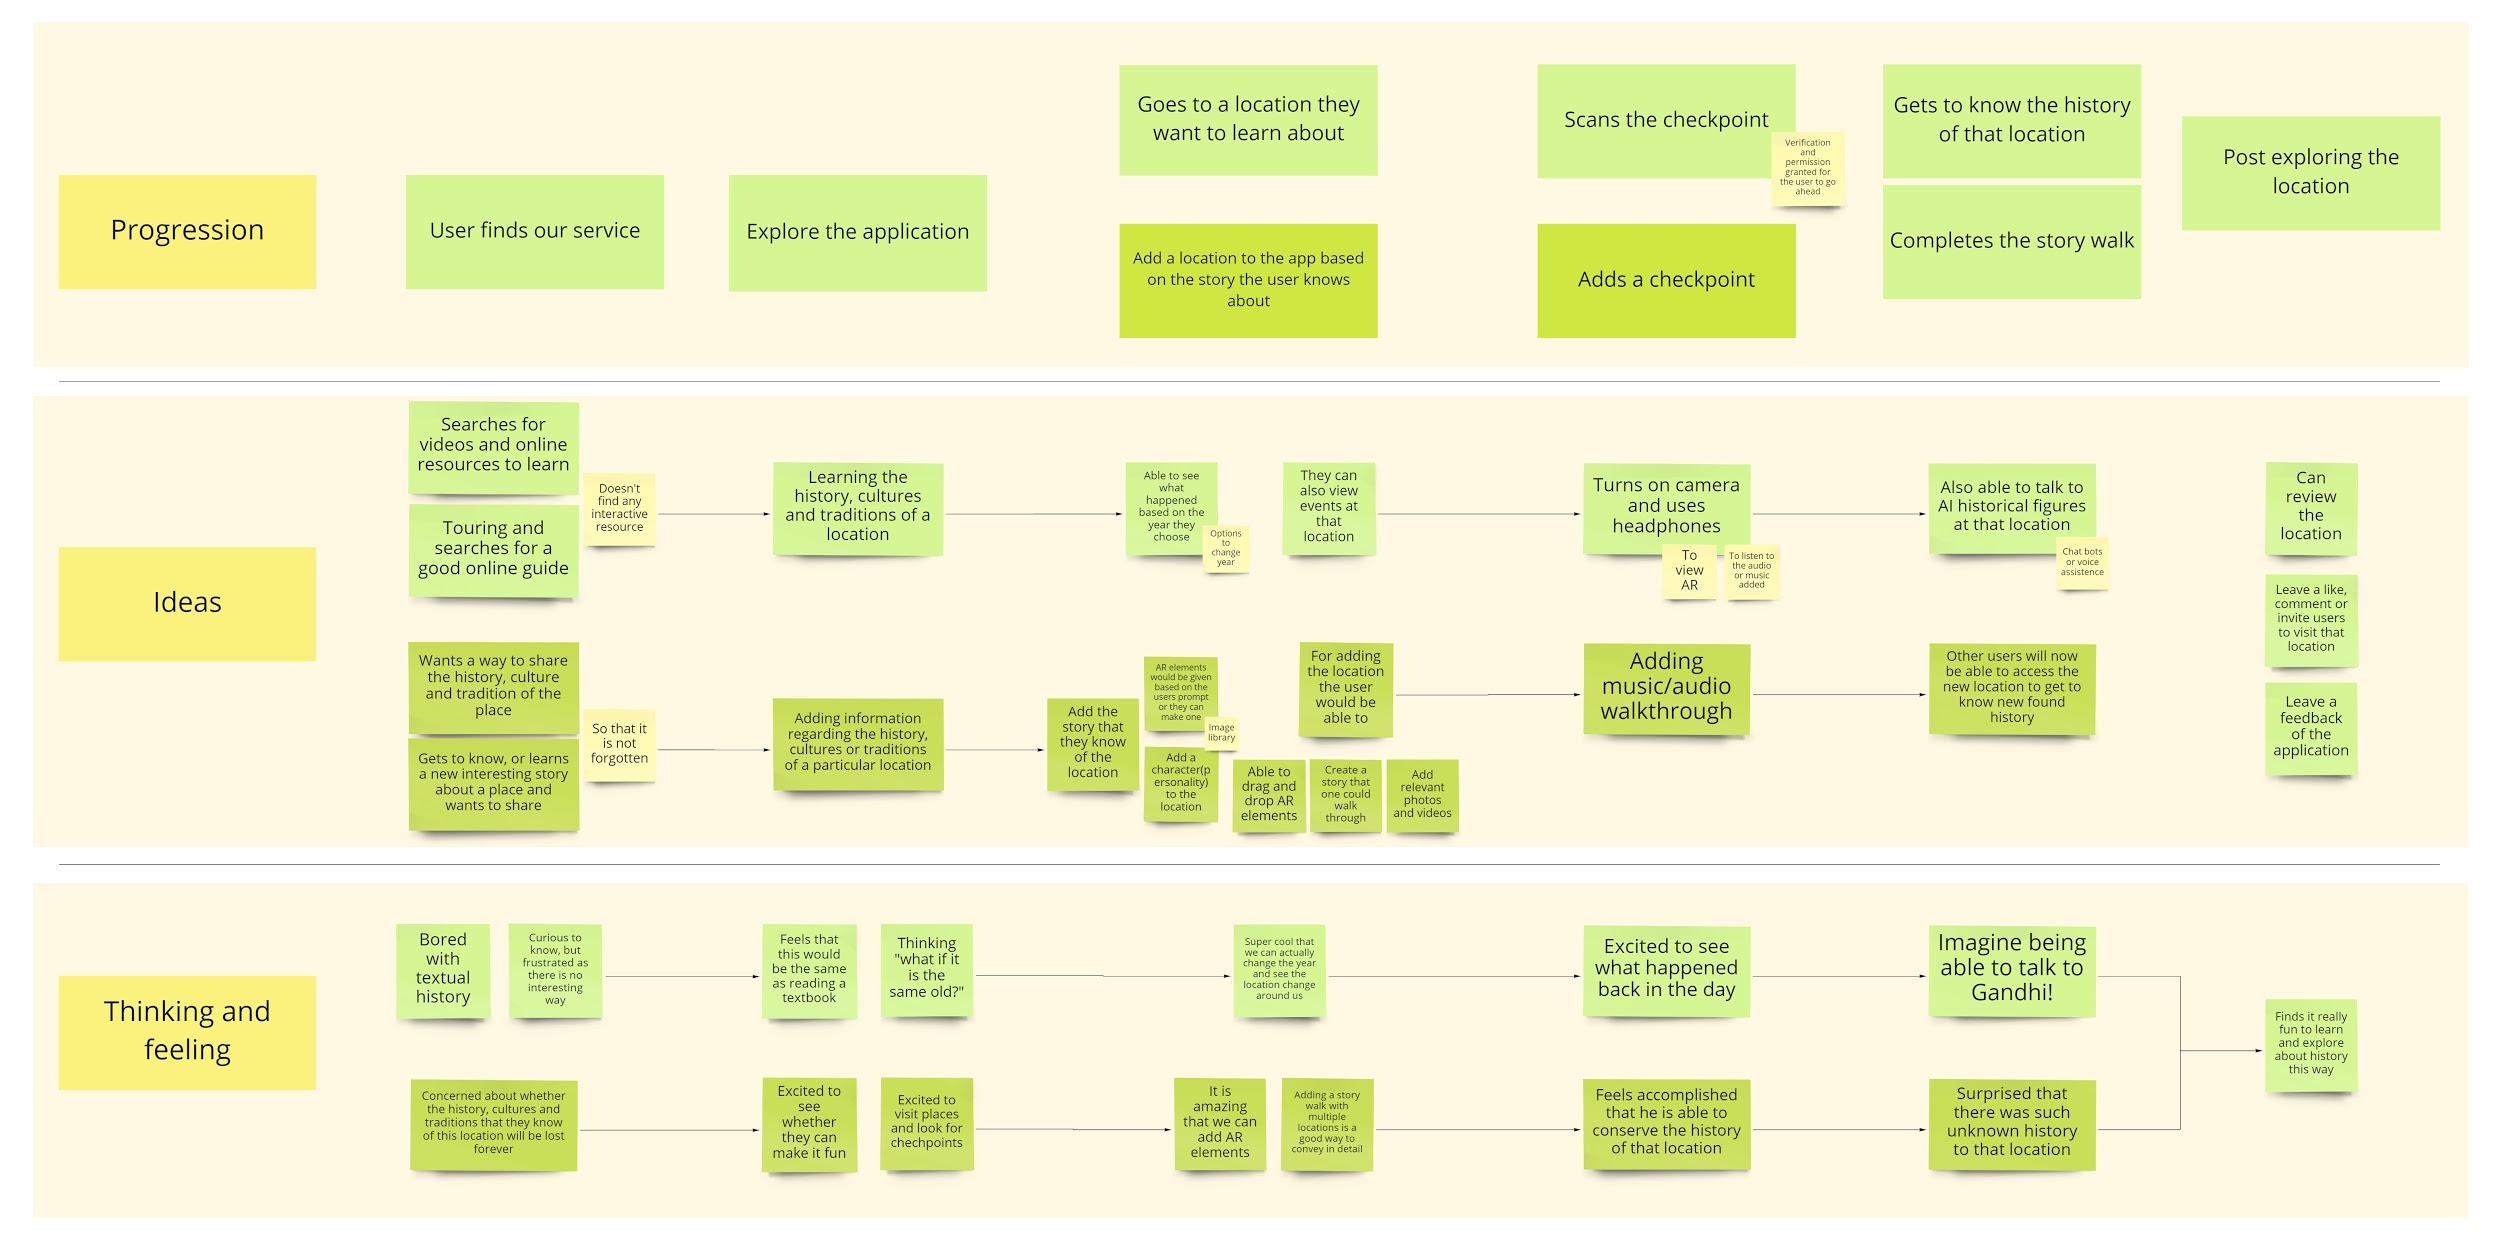 Progression
User finds our service
Explore the application
Goes to a location they
want to learn about
Add a location to the app based
on the story the user knows
about
Scans the checkpoint
Verification
and
permission
granted for
the user to go
ahead
Adds a checkpoint
Gets to know the history
of that location
Completes the story walk
Post exploring the
location
Ideas
Searches for
videos and online
resources to learn
Touring and
searches for a
good online guide
Doesn't
find any
interactive
resource
Learning the
history, cultures
and traditions of a
location
Able to see
what
happened
based on the
year they
choose
Options
to
change
year
They can
also view
events at
that
location
Turns on camera
and uses
headphones
To
view
AR
To listen to
the audio
or music
added
Also able to talk to
AI historical figures
at that location
Chat bots
or voice
assistence
Can
review
the
location
Leave a like,
comment or
invite users
to visit that
location
Leave a
feedback
of the
application
Wants a way to share
the history, culture
and tradition of the
place
Gets to know, or learns
a new interesting story
about a place and
wants to share
So that it
is not
forgotten
Adding information
regarding the history,
cultures or traditions
of a particular location
Add the
story that
they know
of the
location
AR elements
would be given
based on the
users prompt
or they can
make one
Image
library
Add a
character(p
ersonality)
to the
location
For adding
the location
the user
would be
able to
Able to
drag and
drop AR
elements
Create a
story that
one could
walk
through
Add
relevant
photos
and videos
Adding
music/audio
walkthrough
Other users will now
be able to access the
new location to get to
know new found
history
Thinking and
feeling
Bored
with
textual
history
Curious to
know, but
frustrated as
there is no
interesting
way
Feels that
this would
be the same
as reading a
textbook
Thinking
"what if it
is the
same old?"
Super cool that
we can actually
change the year
and see the
location change
around us
Excited to see
what happened
back in the day
Imagine being
able to talk to
Gandhi!
Finds it really
fun to learn
and explore
about history
this way
Concerned about whether
the history, cultures and
traditions that they know
of this location will be lost
forever
Excited to
see
whether
they can
make it fun
Excited to
visit places
and look for
chechpoints
It is
amazing
that we can
add AR
elements
Adding a story
walk with
multiple
locations is a
good way to
convey in detail
Feels accomplished
that he is able to
conserve the history
of that location
Surprised that
there was such
unknown history
to that location